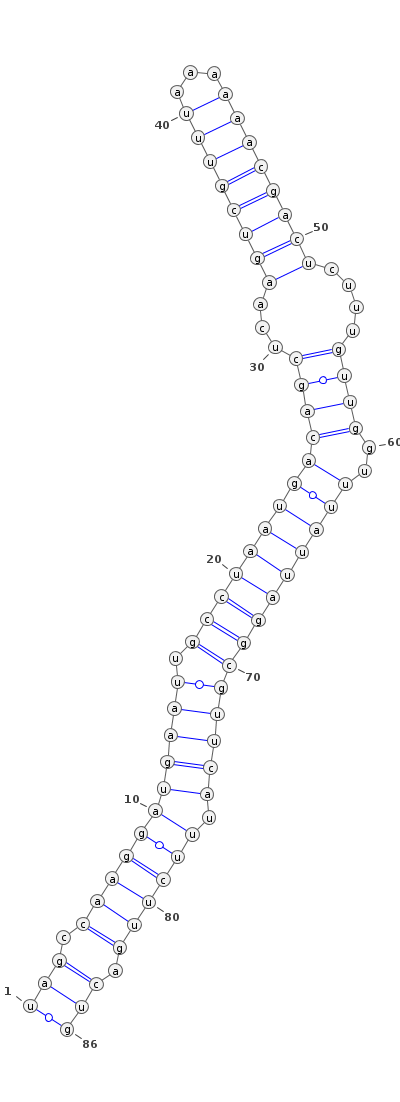 1
u a g c c a a g g a
10
u g a a u u g c c u
20
a a u g a c a g c u
30
c a a g u c g u u u
40
a a a a a a c g a c
50
u c u u u g u u g g
60
u u u a u u a g g c
70
g u u c a u u u c u
80
u g a c u g
86